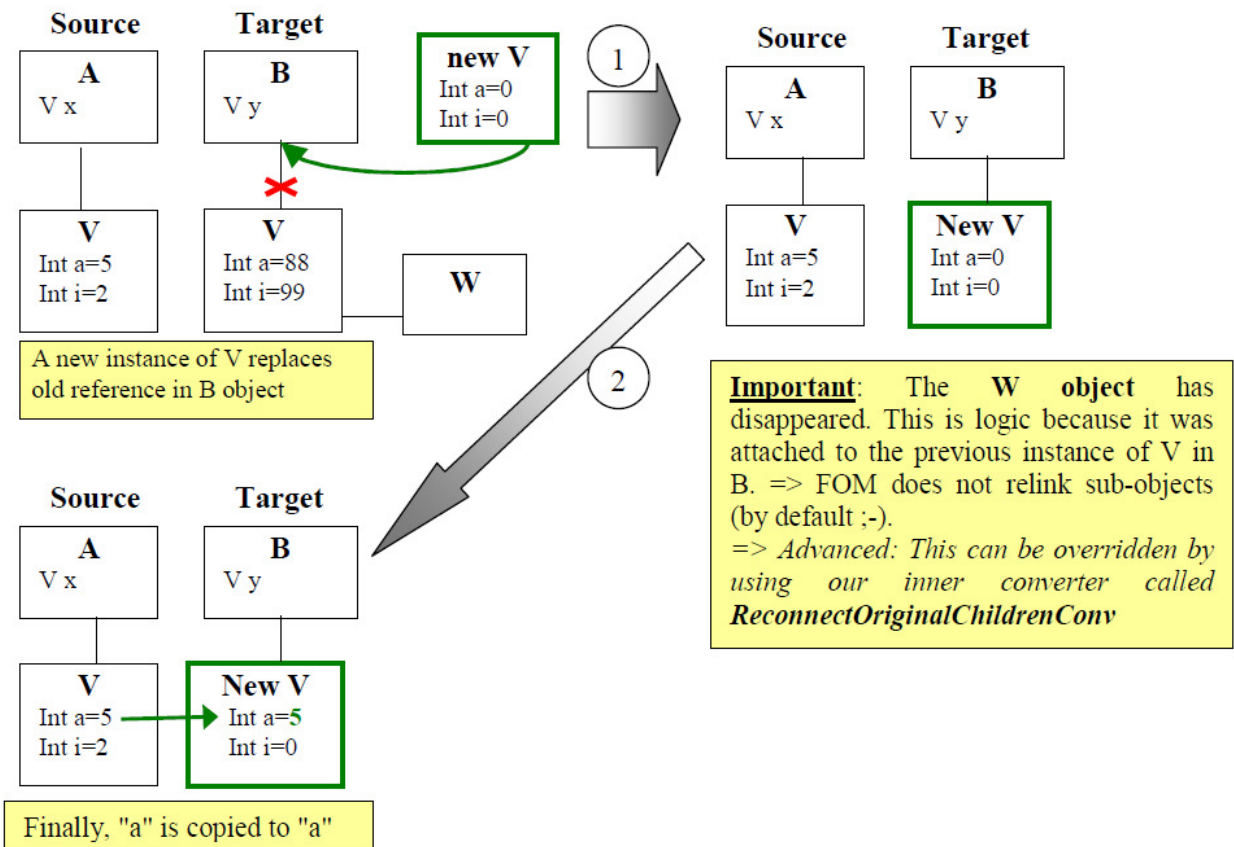 Source
Target
A
V x
B
V y
new V
Int a=0
Int i=0
1
V
Int a=5
Int i=2
V
Int a=88
Int i=99
W
A new instance of V replaces
old reference in B object
Source
Target
A
V x
B
V y
V
Int a=5
Int i=2
New V
Int a=0
Int i=0
2
Important: The W object has
disappeared. This is logic because it was
attached to the previous instance of V in
B. => FOM does not relink sub-objects
(by default ;-).
=> Advanced: This can be overridden by
using our inner converter called
ReconnectOriginalChildrenConv
Source
Target
A
V x
B
V y
V
Int a=5
Int i=2
New V
Int a=5
Int i=0
Finally, "a" is copied to "a"